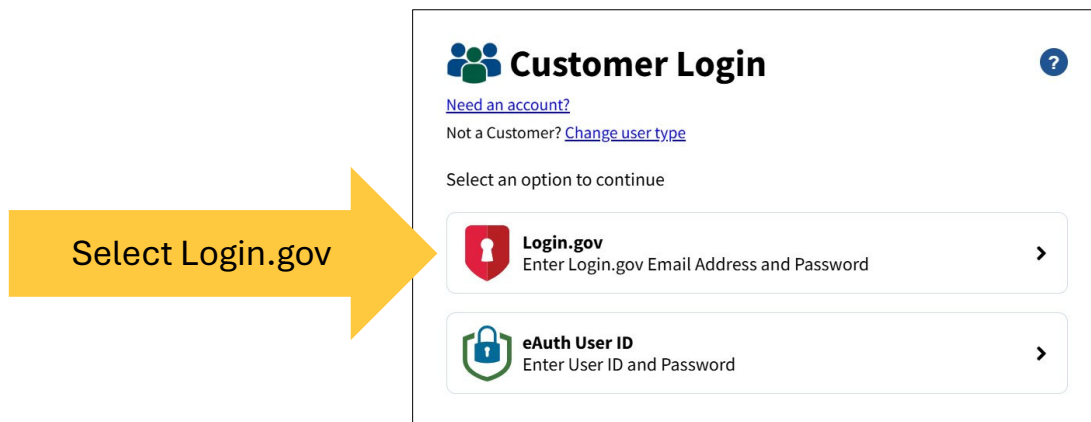 Customer Login
?
Need an account?
Not a Customer? Change user type
Select an option to continue
Select Login.gov
Login.gov
Enter Login.gov Email Address and Password
eAuth User ID
Enter User ID and Password